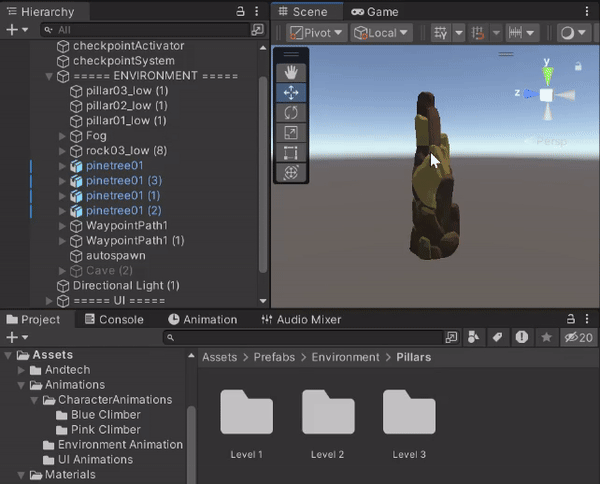 Hierarchy
All
checkpointActivator
checkpointSystem
===== ENVIRONMENT =====
pillar03_low (1)
pillar02_low (1)
pillar01_low (1)
Fog
rock03_low (8)
pinetree01
pinetree01 (3)
pinetree01 (1)
pinetree01 (2)
WaypointPath1
WaypointPath1 (1)
autospawn
Cave (2)
Directional Light (1)
===== UI =====
Scene Game
Pivot Local
y
z
Persp
Project Console Animation Audio Mixer
20
Assets
Andtech
Animations
CharacterAnimations
Blue Climber
Pink Climber
Environment Animation
UI Animations
Materials
Assets > Prefabs > Environment > Pillars
Level 1 Level 2 Level 3